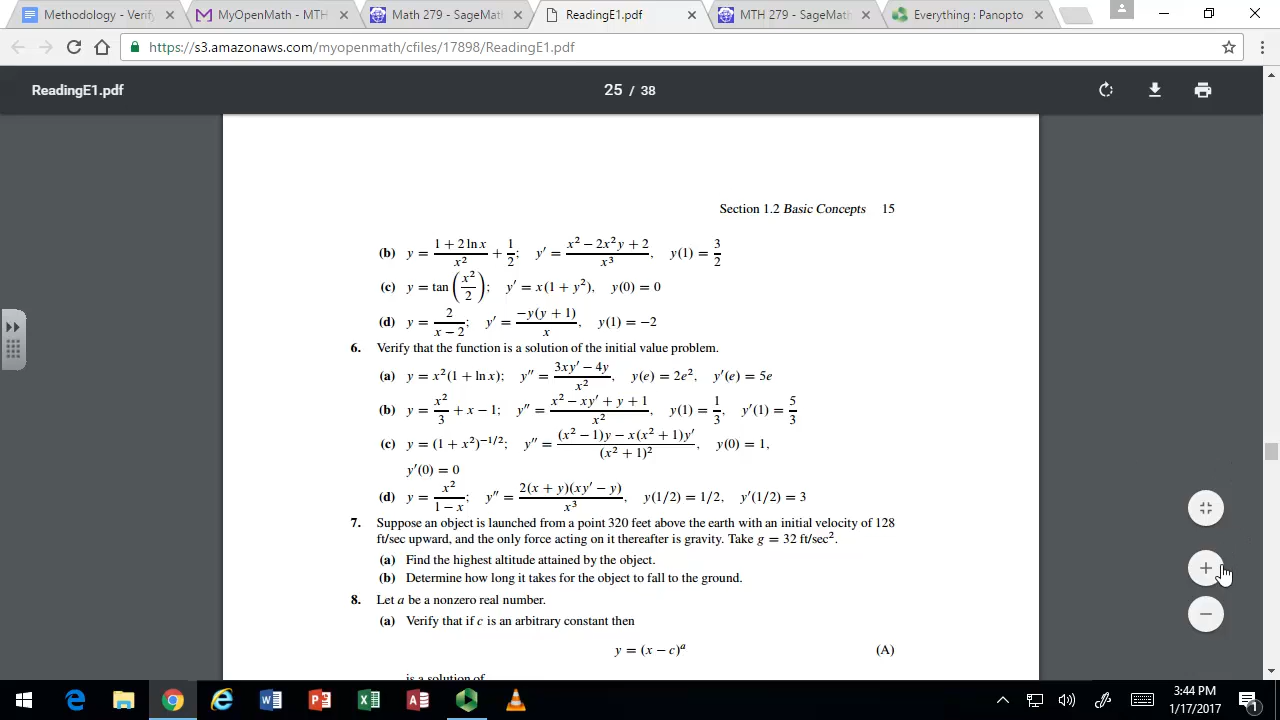 Methodology - Verify
MyOpenMath - MTH
Math 279 - SageMath
ReadingE1.pdf
MTH 279 - SageMath
Everything : Panopto
https://s3.amazonaws.com/myopenmath/cfiles/17898/ReadingE1.pdf
ReadingE1.pdf 25 / 38
Section 1.2 Basic Concepts 15
(b) y = (1 + 2 ln x)/x² + 1/2; y′ = (x² − 2x²y + 2)/x³, y(1) = 3/2
(c) y = tan (x²/2); y′ = x(1 + y²), y(0) = 0
(d) y = 2/(x − 2); y′ = −y(y + 1)/x, y(1) = −2
6. Verify that the function is a solution of the initial value problem.
(a) y = x²(1 + ln x); y″ = (3xy′ − 4y)/x², y(e) = 2e², y′(e) = 5e
(b) y = x²/3 + x − 1; y″ = (x² − xy′ + y + 1)/x², y(1) = 1/3, y′(1) = 5/3
(c) y = (1 + x²)^−1/2; y″ = ((x² − 1)y − x(x² + 1)y′)/(x² + 1)², y(0) = 1,
y′(0) = 0
(d) y = x²/(1 − x); y″ = 2(x + y)(xy′ − y)/x³, y(1/2) = 1/2, y′(1/2) = 3
7. Suppose an object is launched from a point 320 feet above the earth with an initial velocity of 128
ft/sec upward, and the only force acting on it thereafter is gravity. Take g = 32 ft/sec².
(a) Find the highest altitude attained by the object.
(b) Determine how long it takes for the object to fall to the ground.
8. Let a be a nonzero real number.
(a) Verify that if c is an arbitrary constant then
y = (x − c)ᵃ (A)
is a solution of
3:44 PM
1/17/2017
1